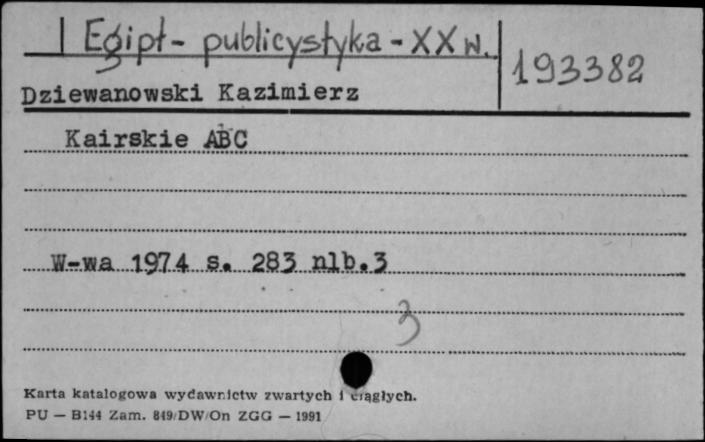 Egipt - publicystyka - XX w.
193382
Dziewanowski Kazimierz
Kairskie ABC
W-wa 1974 s. 283 nlb.3
3
Karta katalogowa wydawnictw zwartych i ciągłych.
PU — B144 Zam. 849/DW/On ZGG — 1991